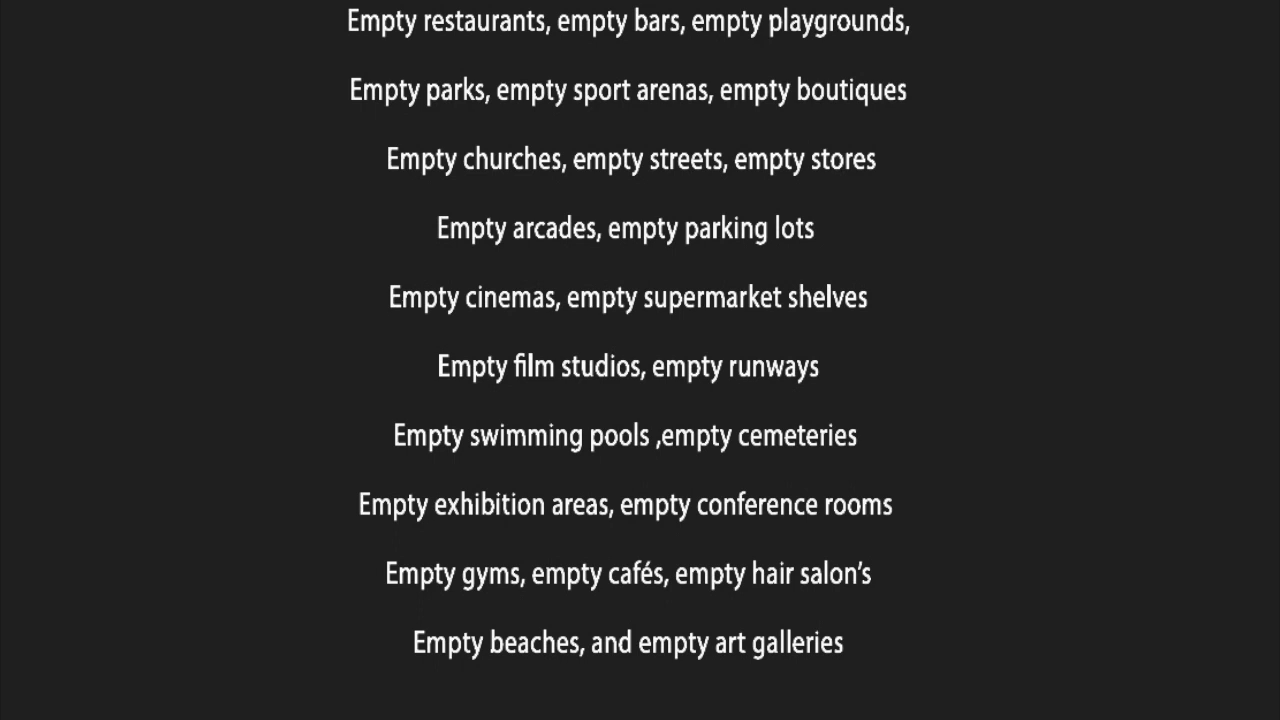 Empty restaurants, empty bars, empty playgrounds,
Empty parks, empty sport arenas, empty boutiques
Empty churches, empty streets, empty stores
Empty arcades, empty parking lots
Empty cinemas, empty supermarket shelves
Empty film studios, empty runways
Empty swimming pools ,empty cemeteries
Empty exhibition areas, empty conference rooms
Empty gyms, empty cafés, empty hair salon’s
Empty beaches, and empty art galleries